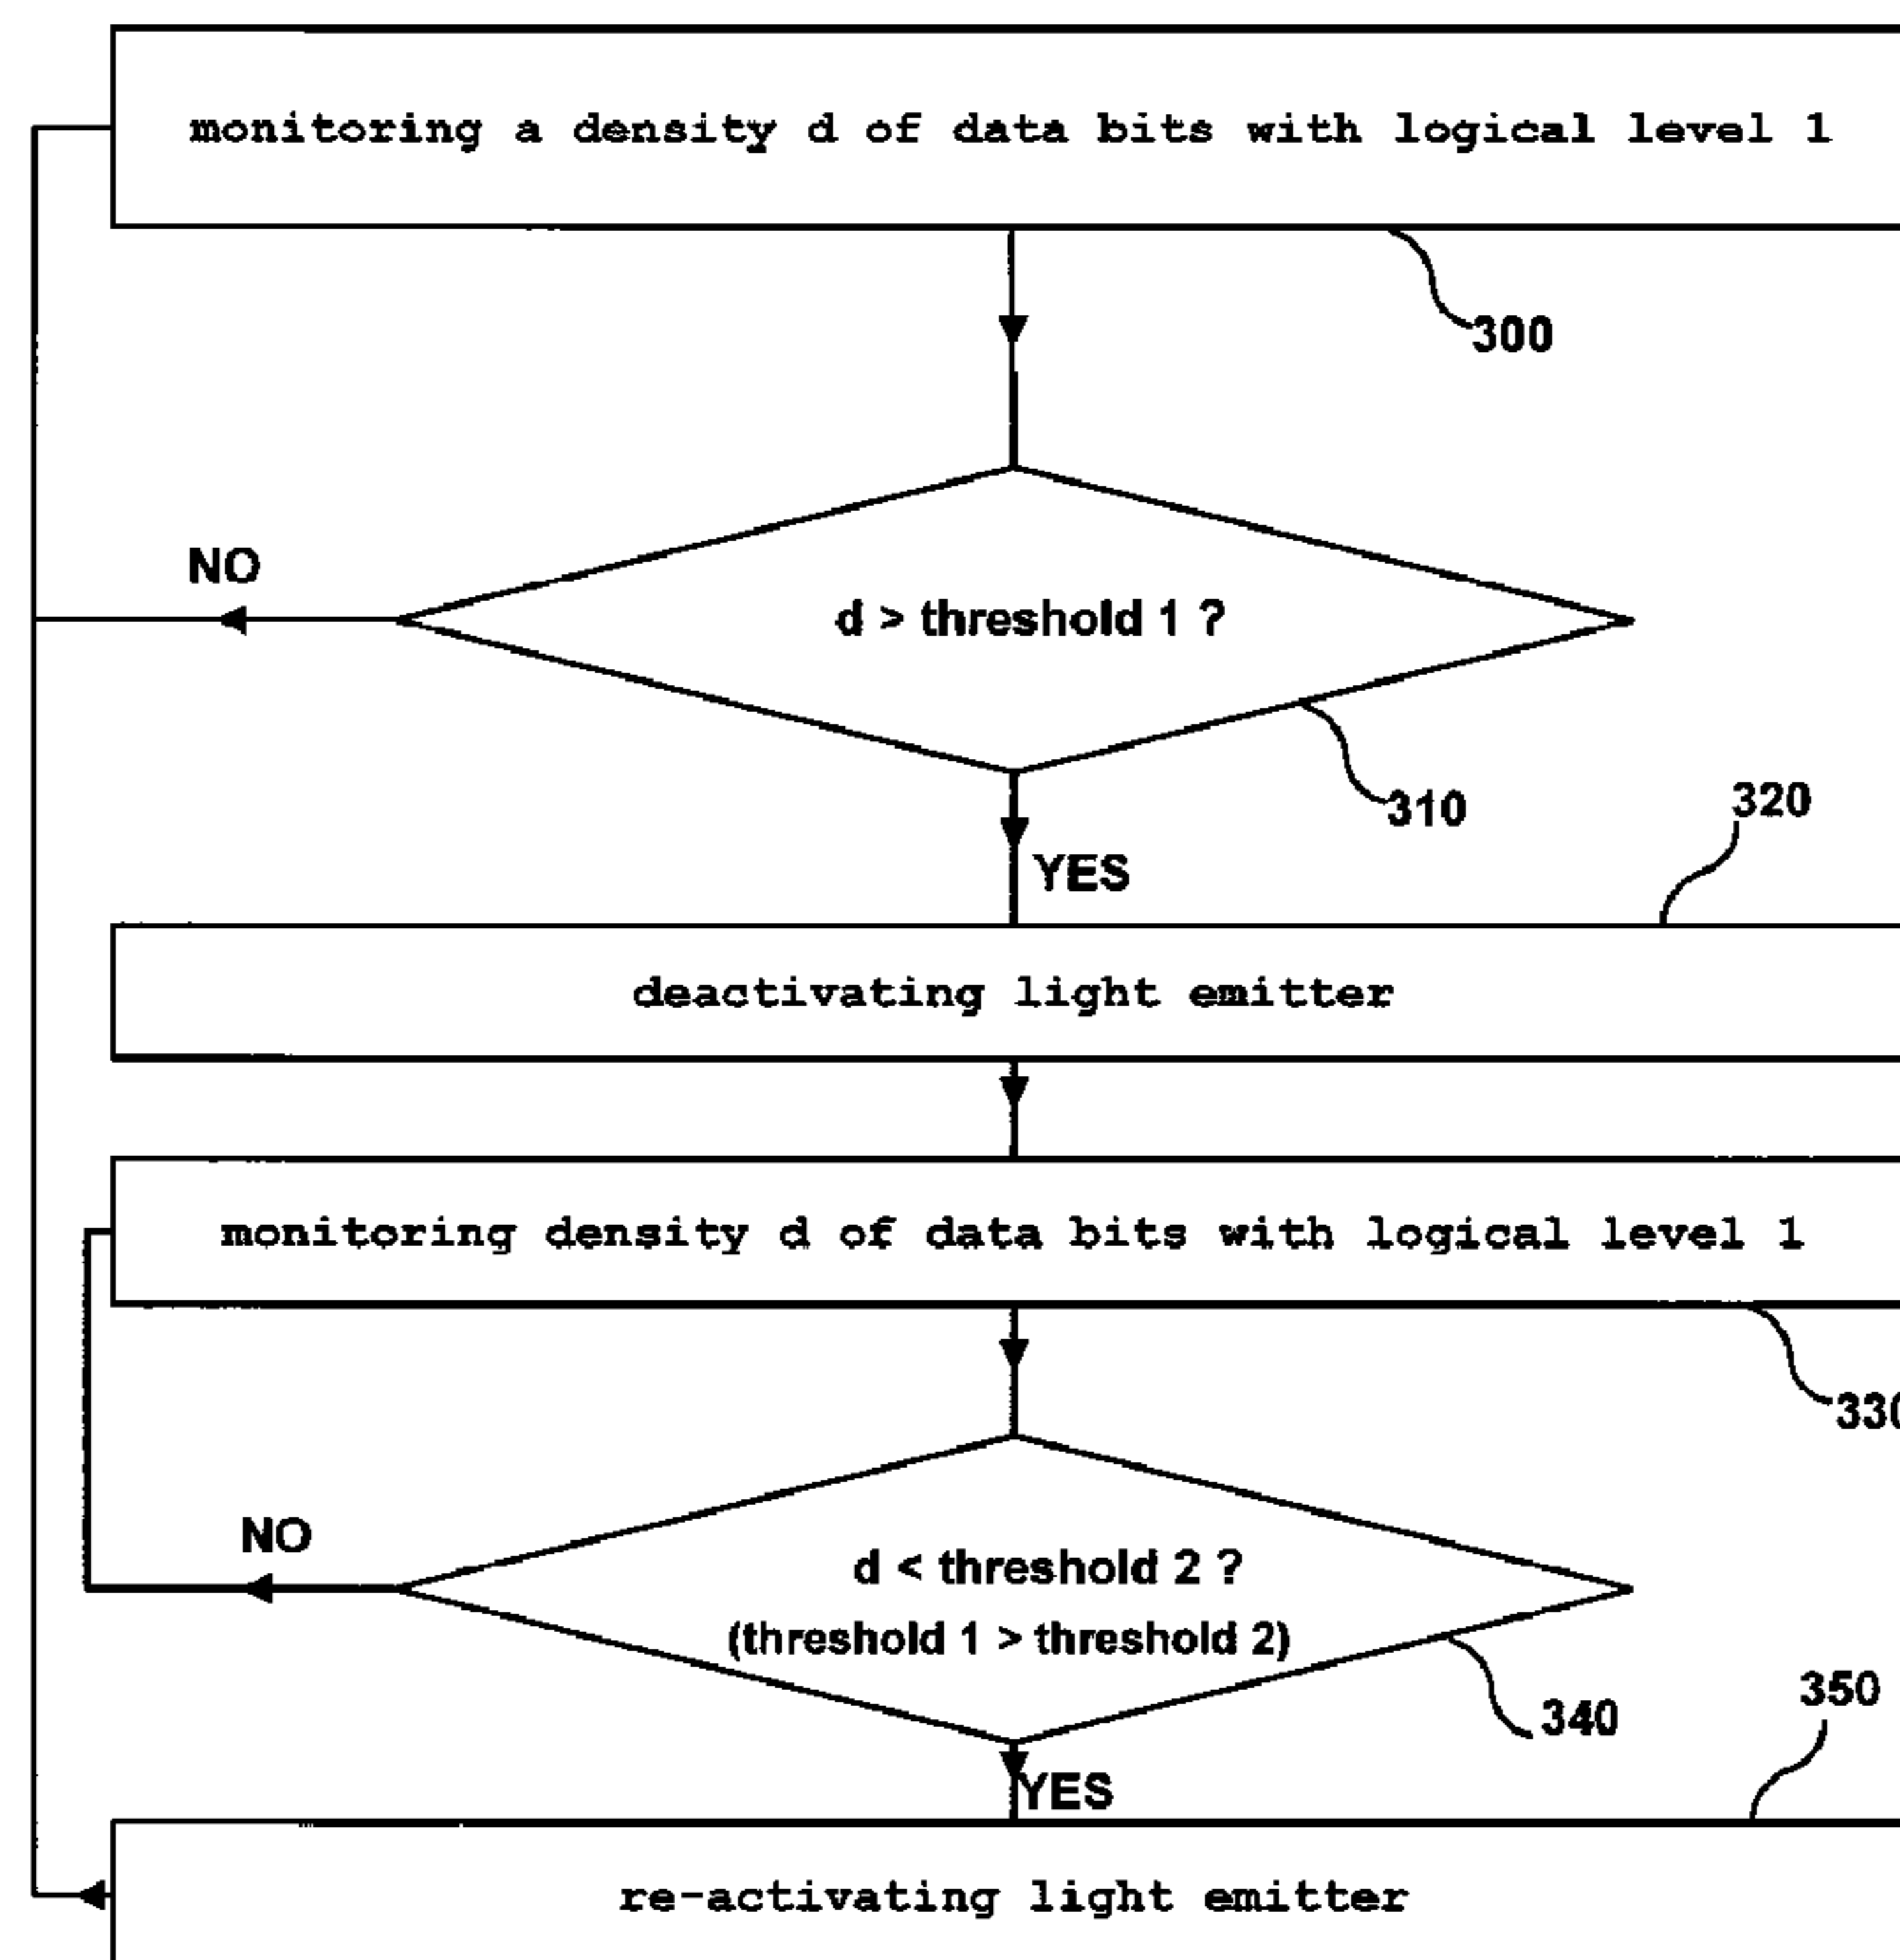 monitoring a density d of data bits with logical level 1
300
NO
d > threshold 1 ?
310
320
YES
deactivating light emitter
monitoring density d of data bits with logical level 1
330
NO
d < threshold 2 ?
(threshold 1 > threshold 2)
340
350
YES
re-activating light emitter